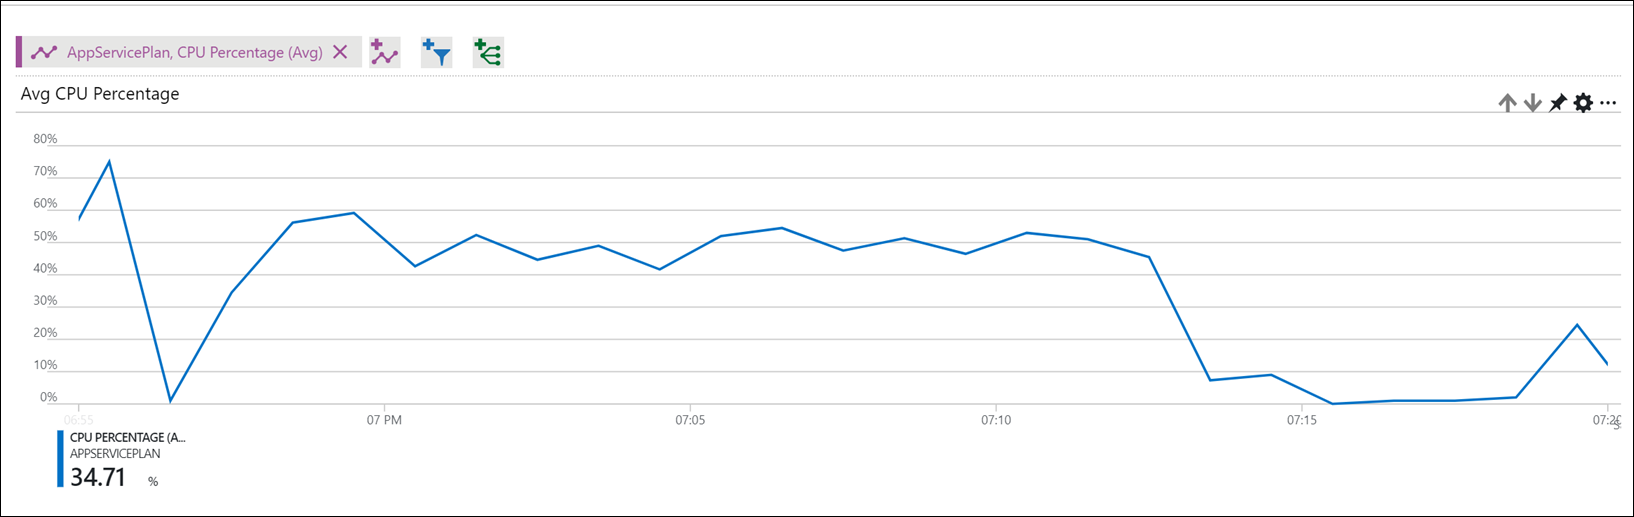 AppServicePlan, CPU Percentage (Avg)
Avg CPU Percentage
80%
70%
60%
50%
40%
30%
20%
10%
0%
06:55 07 PM 07:05 07:10 07:15
CPU PERCENTAGE (A...
APPSERVICEPLAN
34.71 %